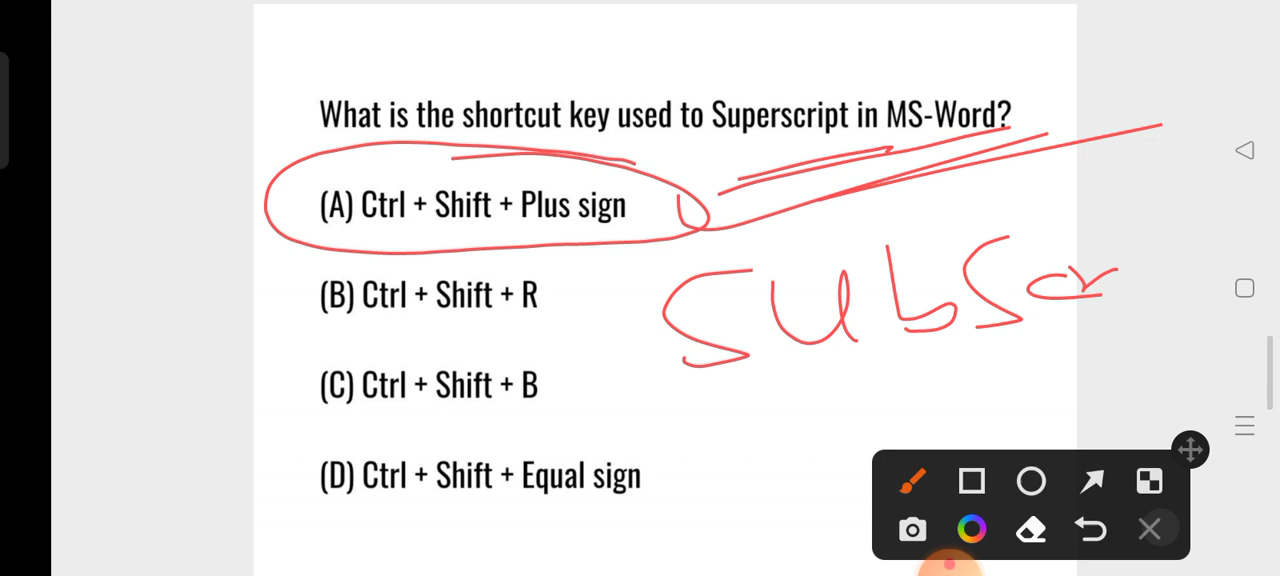 What is the shortcut key used to Superscript in MS-Word?
(A) Ctrl + Shift + Plus sign
(B) Ctrl + Shift + R
subscr
(C) Ctrl + Shift + B
(D) Ctrl + Shift + Equal sign